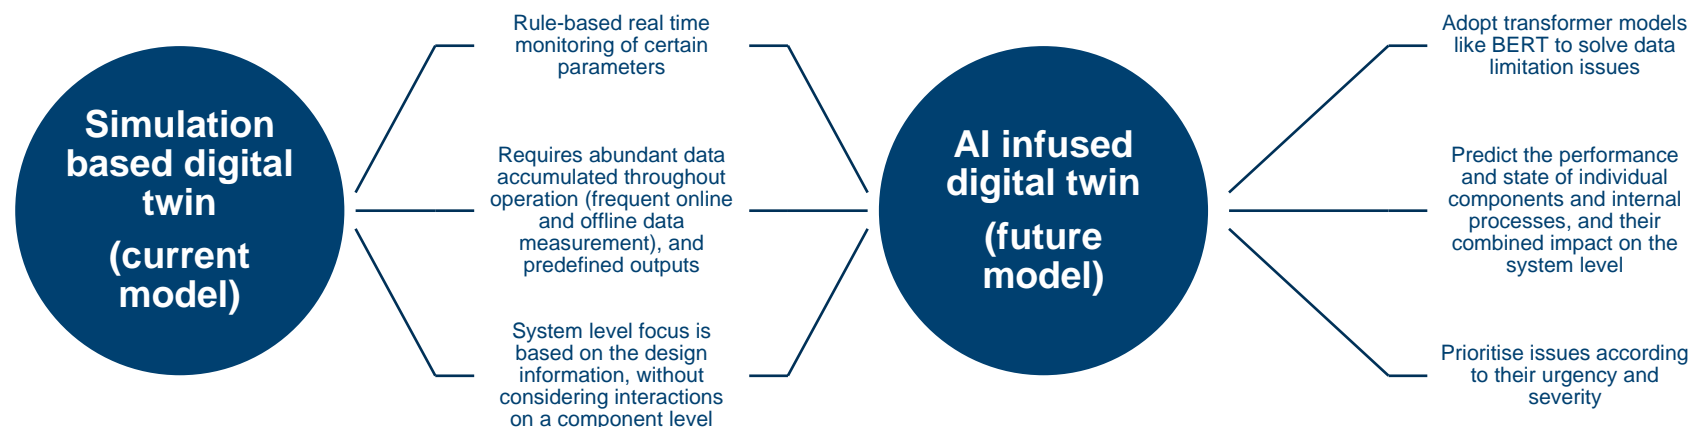 Simulation
based digital
twin
(current
model)
Rule-based real time
monitoring of certain
parameters
Requires abundant data
accumulated throughout
operation (frequent online
and offline data
measurement), and
predefined outputs
System level focus is
based on the design
information, without
considering interactions
on a component level
AI infused
digital twin
(future
model)
Adopt transformer models
like BERT to solve data
limitation issues
Predict the performance
and state of individual
components and internal
processes, and their
combined impact on the
system level
Prioritise issues according
to their urgency and
severity